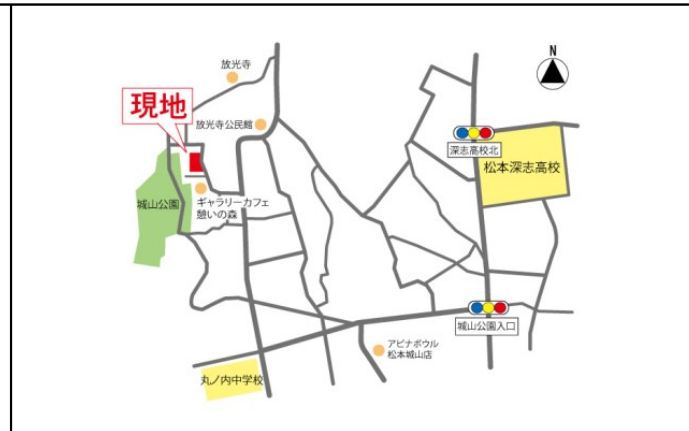 N
放光寺
現地
放光寺公民館
深志高校北
松本深志高校
城山公園
ギャラリーカフェ
憩いの森
城山公園入口
アピナボウル
松本城山店
丸ノ内中学校